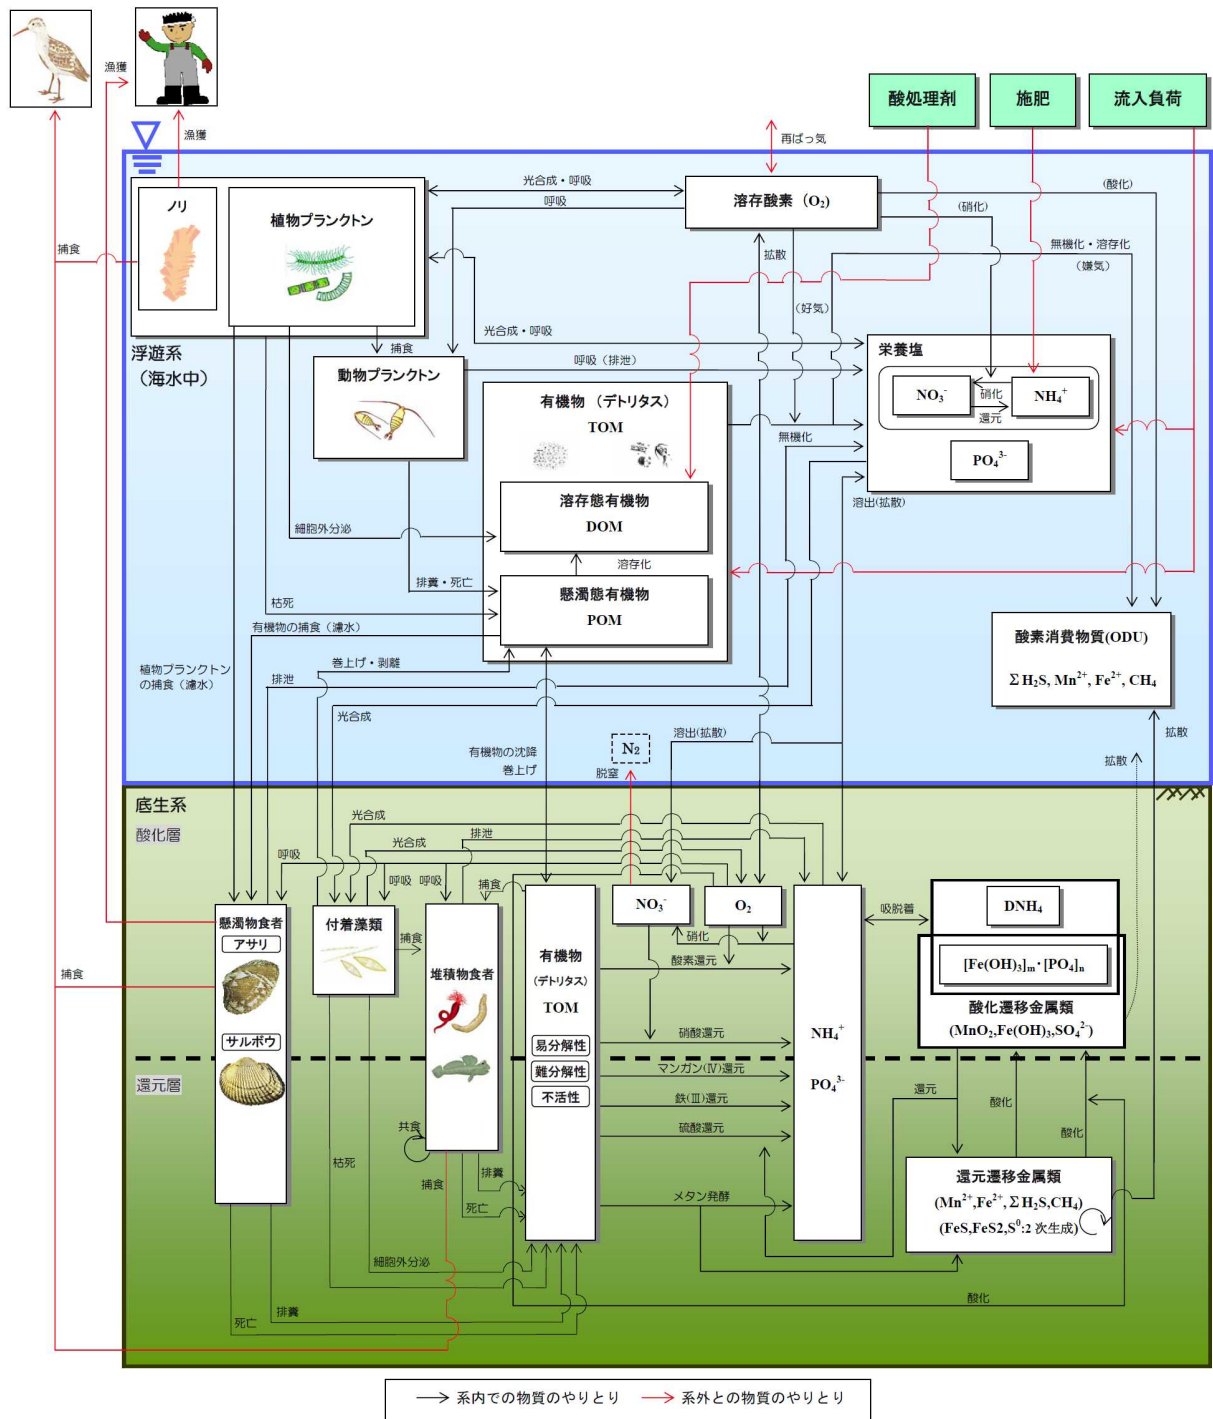 漁獲
漁獲
酸処理剤
施肥
流入負荷
再ばっ気
ノリ
植物プランクトン
光合成・呼吸
呼吸
溶存酸素（O₂）
(酸化)
(硝化)
捕食
拡散
無機化・溶存化
（嫌気）
（好気）
光合成・呼吸
捕食
浮遊系
（海水中）
動物プランクトン
呼吸（排泄）
栄養塩
NO₃⁻
硝化
還元
NH₄⁺
PO₄³⁻
有機物（デトリタス）
TOM
無機化
溶存態有機物
DOM
溶出(拡散)
細胞外分泌
溶存化
排糞・死亡
懸濁態有機物
POM
枯死
有機物の捕食（濾水）
巻上げ・剥離
植物プランクトン
の捕食（濾水）
排泄
光合成
酸素消費物質(ODU)
ΣH₂S, Mn²⁺, Fe²⁺, CH₄
有機物の沈降
巻上げ
N₂
脱窒
溶出(拡散)
拡散
拡散
底生系
酸化層
光合成
排泄
光合成
呼吸
呼吸
呼吸
捕食
懸濁物食者
アサリ
サルボウ
付着藻類
捕食
堆積物食者
有機物
(デトリタス)
TOM
易分解性
難分解性
不活性
NO₃⁻
O₂
硝化
酸素還元
硝酸還元
マンガン(Ⅳ)還元
鉄(Ⅲ)還元
硫酸還元
メタン発酵
NH₄⁺
PO₄³⁻
吸脱着
DNH₄
[Fe(OH)₃]m・[PO₄]n
酸化遷移金属類
(MnO₂,Fe(OH)₃,SO₄²⁻)
捕食
還元層
還元
酸化
酸化
共食
枯死
捕食
排糞
死亡
還元遷移金属類
(Mn²⁺,Fe²⁺,ΣH₂S,CH₄)
(FeS,FeS2,S⁰:2 次生成)
細胞外分泌
酸化
排糞
死亡
系内での物質のやりとり
系外との物質のやりとり